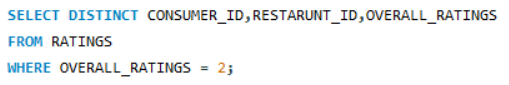 SELECT DISTINCT CONSUMER_ID,RESTARUNT_ID,OVERALL_RATINGS
FROM RATINGS
WHERE OVERALL_RATINGS = 2;